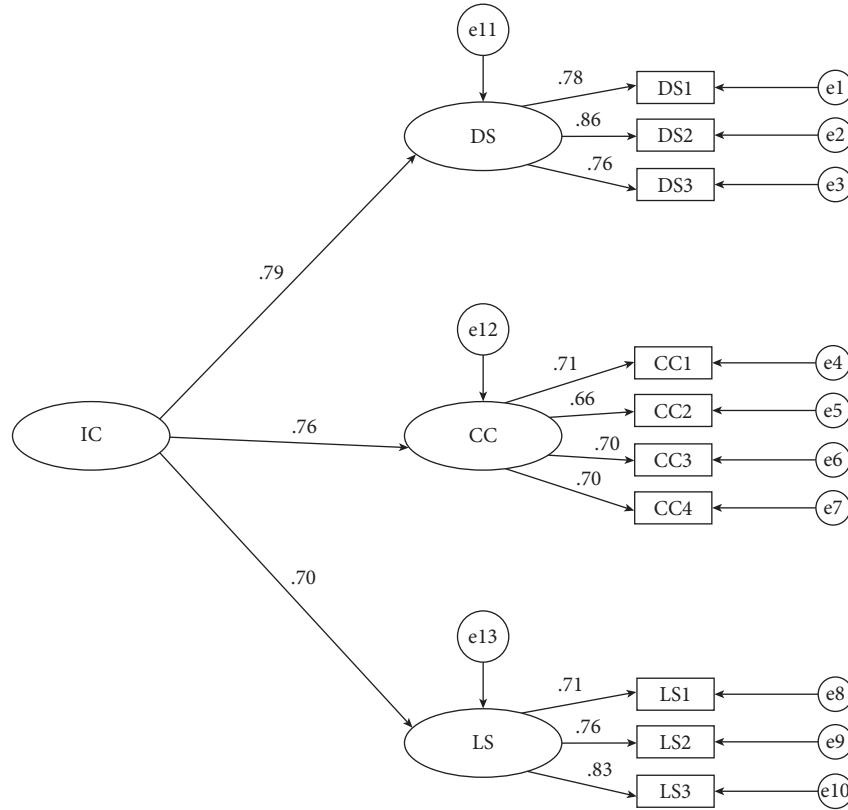 e11
.78
DS1
e1
DS
.86
DS2
e2
.76
DS3
e3
.79
e12
.71
CC1
e4
IC
.76
CC
.66
CC2
e5
.70
CC3
e6
.70
CC4
e7
.70
e13
.71
LS1
e8
LS
.76
LS2
e9
.83
LS3
e10